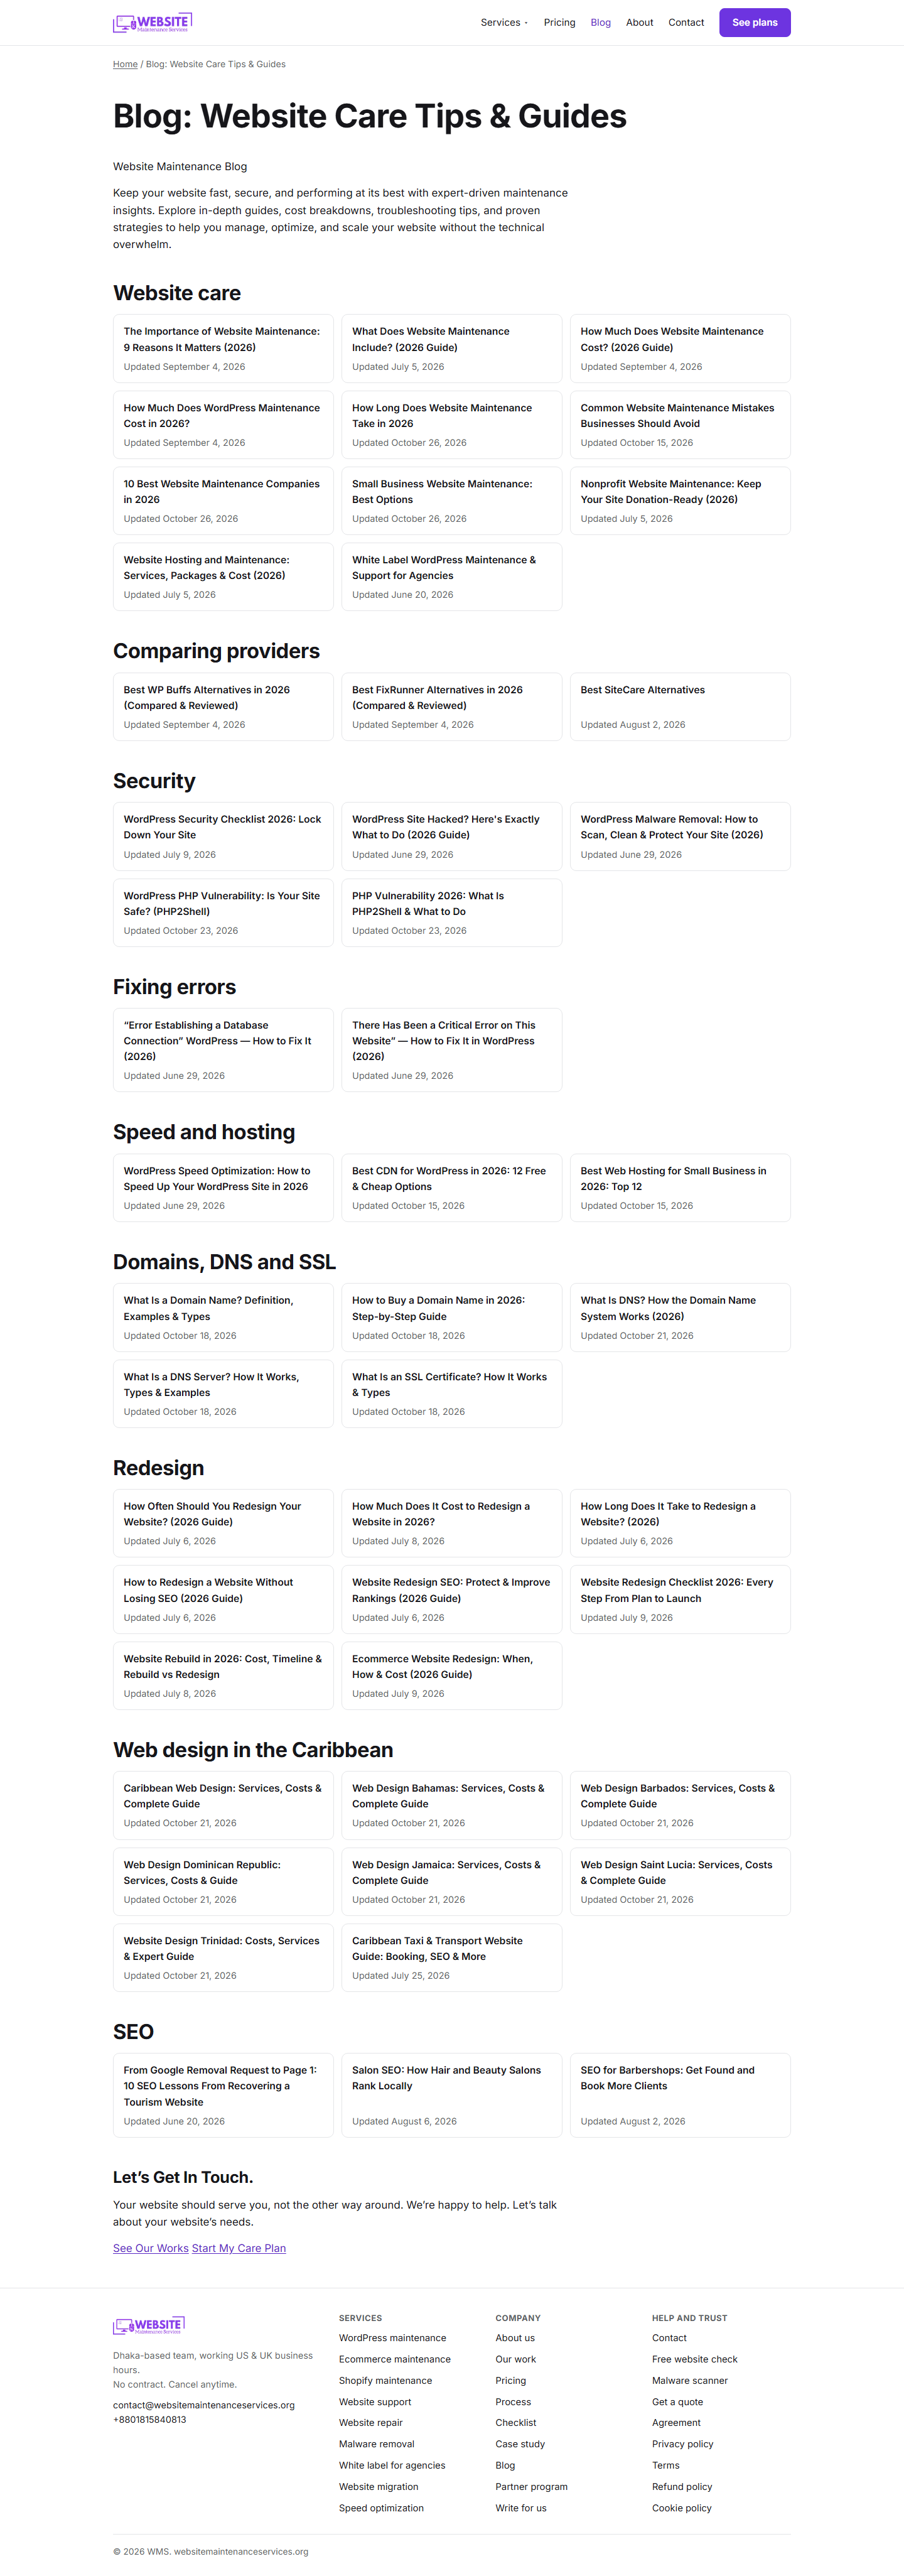 WEBSITE
Maintenance Services
Services
Pricing
Blog
About
Contact
See plans
Home / Blog: Website Care Tips & Guides
Blog: Website Care Tips & Guides
Website Maintenance Blog
Keep your website fast, secure, and performing at its best with expert-driven maintenance
insights. Explore in-depth guides, cost breakdowns, troubleshooting tips, and proven
strategies to help you manage, optimize, and scale your website without the technical
overwhelm.
Website care
The Importance of Website Maintenance:
9 Reasons It Matters (2026)
Updated September 4, 2026
What Does Website Maintenance
Include? (2026 Guide)
Updated July 5, 2026
How Much Does Website Maintenance
Cost? (2026 Guide)
Updated September 4, 2026
How Much Does WordPress Maintenance
Cost in 2026?
Updated September 4, 2026
How Long Does Website Maintenance
Take in 2026
Updated October 26, 2026
Common Website Maintenance Mistakes
Businesses Should Avoid
Updated October 15, 2026
10 Best Website Maintenance Companies
in 2026
Updated October 26, 2026
Small Business Website Maintenance:
Best Options
Updated October 26, 2026
Nonprofit Website Maintenance: Keep
Your Site Donation-Ready (2026)
Updated July 5, 2026
Website Hosting and Maintenance:
Services, Packages & Cost (2026)
Updated July 5, 2026
White Label WordPress Maintenance &
Support for Agencies
Updated June 20, 2026
Comparing providers
Best WP Buffs Alternatives in 2026
(Compared & Reviewed)
Updated September 4, 2026
Best FixRunner Alternatives in 2026
(Compared & Reviewed)
Updated September 4, 2026
Best SiteCare Alternatives
Updated August 2, 2026
Security
WordPress Security Checklist 2026: Lock
Down Your Site
Updated July 9, 2026
WordPress Site Hacked? Here's Exactly
What to Do (2026 Guide)
Updated June 29, 2026
WordPress Malware Removal: How to
Scan, Clean & Protect Your Site (2026)
Updated June 29, 2026
WordPress PHP Vulnerability: Is Your Site
Safe? (PHP2Shell)
Updated October 23, 2026
PHP Vulnerability 2026: What Is
PHP2Shell & What to Do
Updated October 23, 2026
Fixing errors
“Error Establishing a Database
Connection” WordPress — How to Fix It
(2026)
Updated June 29, 2026
There Has Been a Critical Error on This
Website” — How to Fix It in WordPress
(2026)
Updated June 29, 2026
Speed and hosting
WordPress Speed Optimization: How to
Speed Up Your WordPress Site in 2026
Updated June 29, 2026
Best CDN for WordPress in 2026: 12 Free
& Cheap Options
Updated October 15, 2026
Best Web Hosting for Small Business in
2026: Top 12
Updated October 15, 2026
Domains, DNS and SSL
What Is a Domain Name? Definition,
Examples & Types
Updated October 18, 2026
How to Buy a Domain Name in 2026:
Step-by-Step Guide
Updated October 18, 2026
What Is DNS? How the Domain Name
System Works (2026)
Updated October 21, 2026
What Is a DNS Server? How It Works,
Types & Examples
Updated October 18, 2026
What Is an SSL Certificate? How It Works
& Types
Updated October 18, 2026
Redesign
How Often Should You Redesign Your
Website? (2026 Guide)
Updated July 6, 2026
How Much Does It Cost to Redesign a
Website in 2026?
Updated July 8, 2026
How Long Does It Take to Redesign a
Website? (2026)
Updated July 6, 2026
How to Redesign a Website Without
Losing SEO (2026 Guide)
Updated July 6, 2026
Website Redesign SEO: Protect & Improve
Rankings (2026 Guide)
Updated July 6, 2026
Website Redesign Checklist 2026: Every
Step From Plan to Launch
Updated July 9, 2026
Website Rebuild in 2026: Cost, Timeline &
Rebuild vs Redesign
Updated July 8, 2026
Ecommerce Website Redesign: When,
How & Cost (2026 Guide)
Updated July 9, 2026
Web design in the Caribbean
Caribbean Web Design: Services, Costs &
Complete Guide
Updated October 21, 2026
Web Design Bahamas: Services, Costs &
Complete Guide
Updated October 21, 2026
Web Design Barbados: Services, Costs &
Complete Guide
Updated October 21, 2026
Web Design Dominican Republic:
Services, Costs & Guide
Updated October 21, 2026
Web Design Jamaica: Services, Costs &
Complete Guide
Updated October 21, 2026
Web Design Saint Lucia: Services, Costs
& Complete Guide
Updated October 21, 2026
Website Design Trinidad: Costs, Services
& Expert Guide
Updated October 21, 2026
Caribbean Taxi & Transport Website
Guide: Booking, SEO & More
Updated July 25, 2026
SEO
From Google Removal Request to Page 1:
10 SEO Lessons From Recovering a
Tourism Website
Updated June 20, 2026
Salon SEO: How Hair and Beauty Salons
Rank Locally
Updated August 6, 2026
SEO for Barbershops: Get Found and
Book More Clients
Updated August 2, 2026
Let’s Get In Touch.
Your website should serve you, not the other way around. We’re happy to help. Let’s talk
about your website’s needs.
See Our Works Start My Care Plan
WEBSITE
Maintenance Services
Dhaka-based team, working US & UK business
hours.
No contract. Cancel anytime.
contact@websitemaintenanceservices.org
+8801815840813
SERVICES
WordPress maintenance
Ecommerce maintenance
Shopify maintenance
Website support
Website repair
Malware removal
White label for agencies
Website migration
Speed optimization
COMPANY
About us
Our work
Pricing
Process
Checklist
Case study
Blog
Partner program
Write for us
HELP AND TRUST
Contact
Free website check
Malware scanner
Get a quote
Agreement
Privacy policy
Terms
Refund policy
Cookie policy
© 2026 WMS. websitemaintenanceservices.org